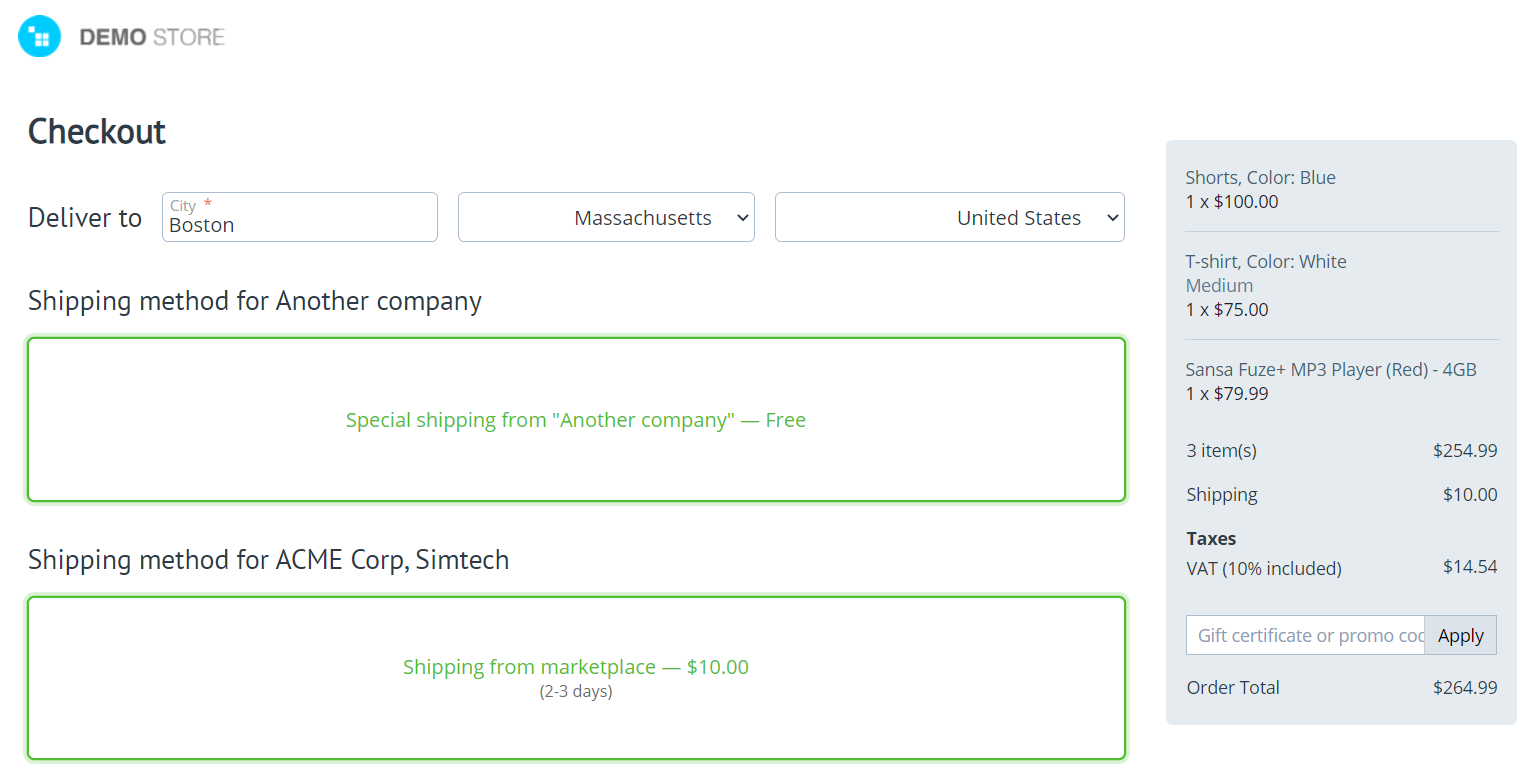 DEMO STORE
Checkout
Deliver to
City *
Boston
Massachusetts
United States
Shipping method for Another company
Special shipping from "Another company" — Free
Shipping method for ACME Corp, Simtech
Shipping from marketplace — $10.00
(2-3 days)
Shorts, Color: Blue
1 x $100.00
T-shirt, Color: White
Medium
1 x $75.00
Sansa Fuze+ MP3 Player (Red) - 4GB
1 x $79.99
3 item(s) $254.99
Shipping $10.00
Taxes
VAT (10% included) $14.54
Gift certificate or promo coc Apply
Order Total $264.99